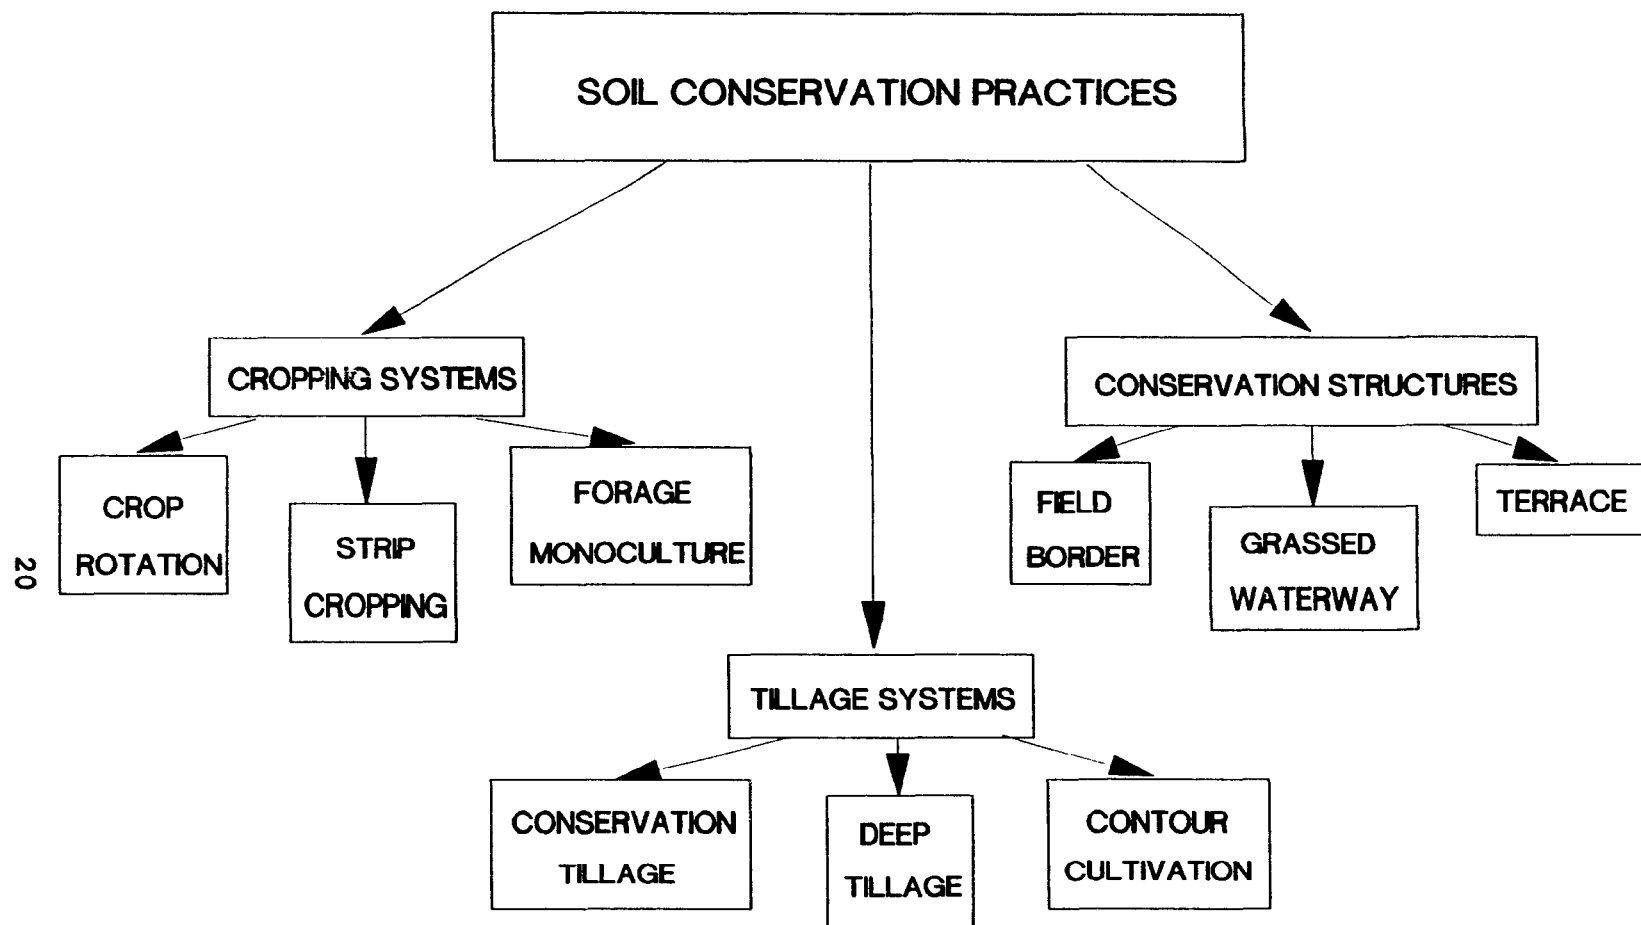 SOIL CONSERVATION PRACTICES
CROPPING SYSTEMS
CONSERVATION STRUCTURES
CROP
ROTATION
STRIP
CROPPING
FORAGE
MONOCULTURE
FIELD
BORDER
GRASSED
WATERWAY
TERRACE
TILLAGE SYSTEMS
CONSERVATION
TILLAGE
DEEP
TILLAGE
CONTOUR
CULTIVATION
20